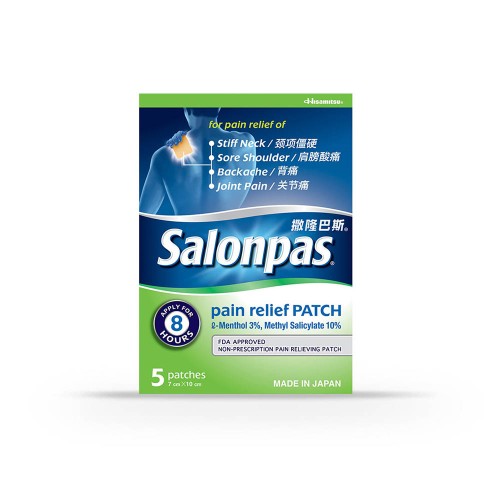 Hisamitsu®
for pain relief of
Stiff Neck / 颈项僵硬
Sore Shoulder / 肩膀酸痛
Backache / 背痛
Joint Pain / 关节痛
撒隆巴斯®
Salonpas®
APPLY FOR
8
HOURS
pain relief PATCH
ℓ-Menthol 3%, Methyl Salicylate 10%
FDA APPROVED
NON-PRESCRIPTION PAIN RELIEVING PATCH
5 patches
7 cm × 10 cm
MADE IN JAPAN